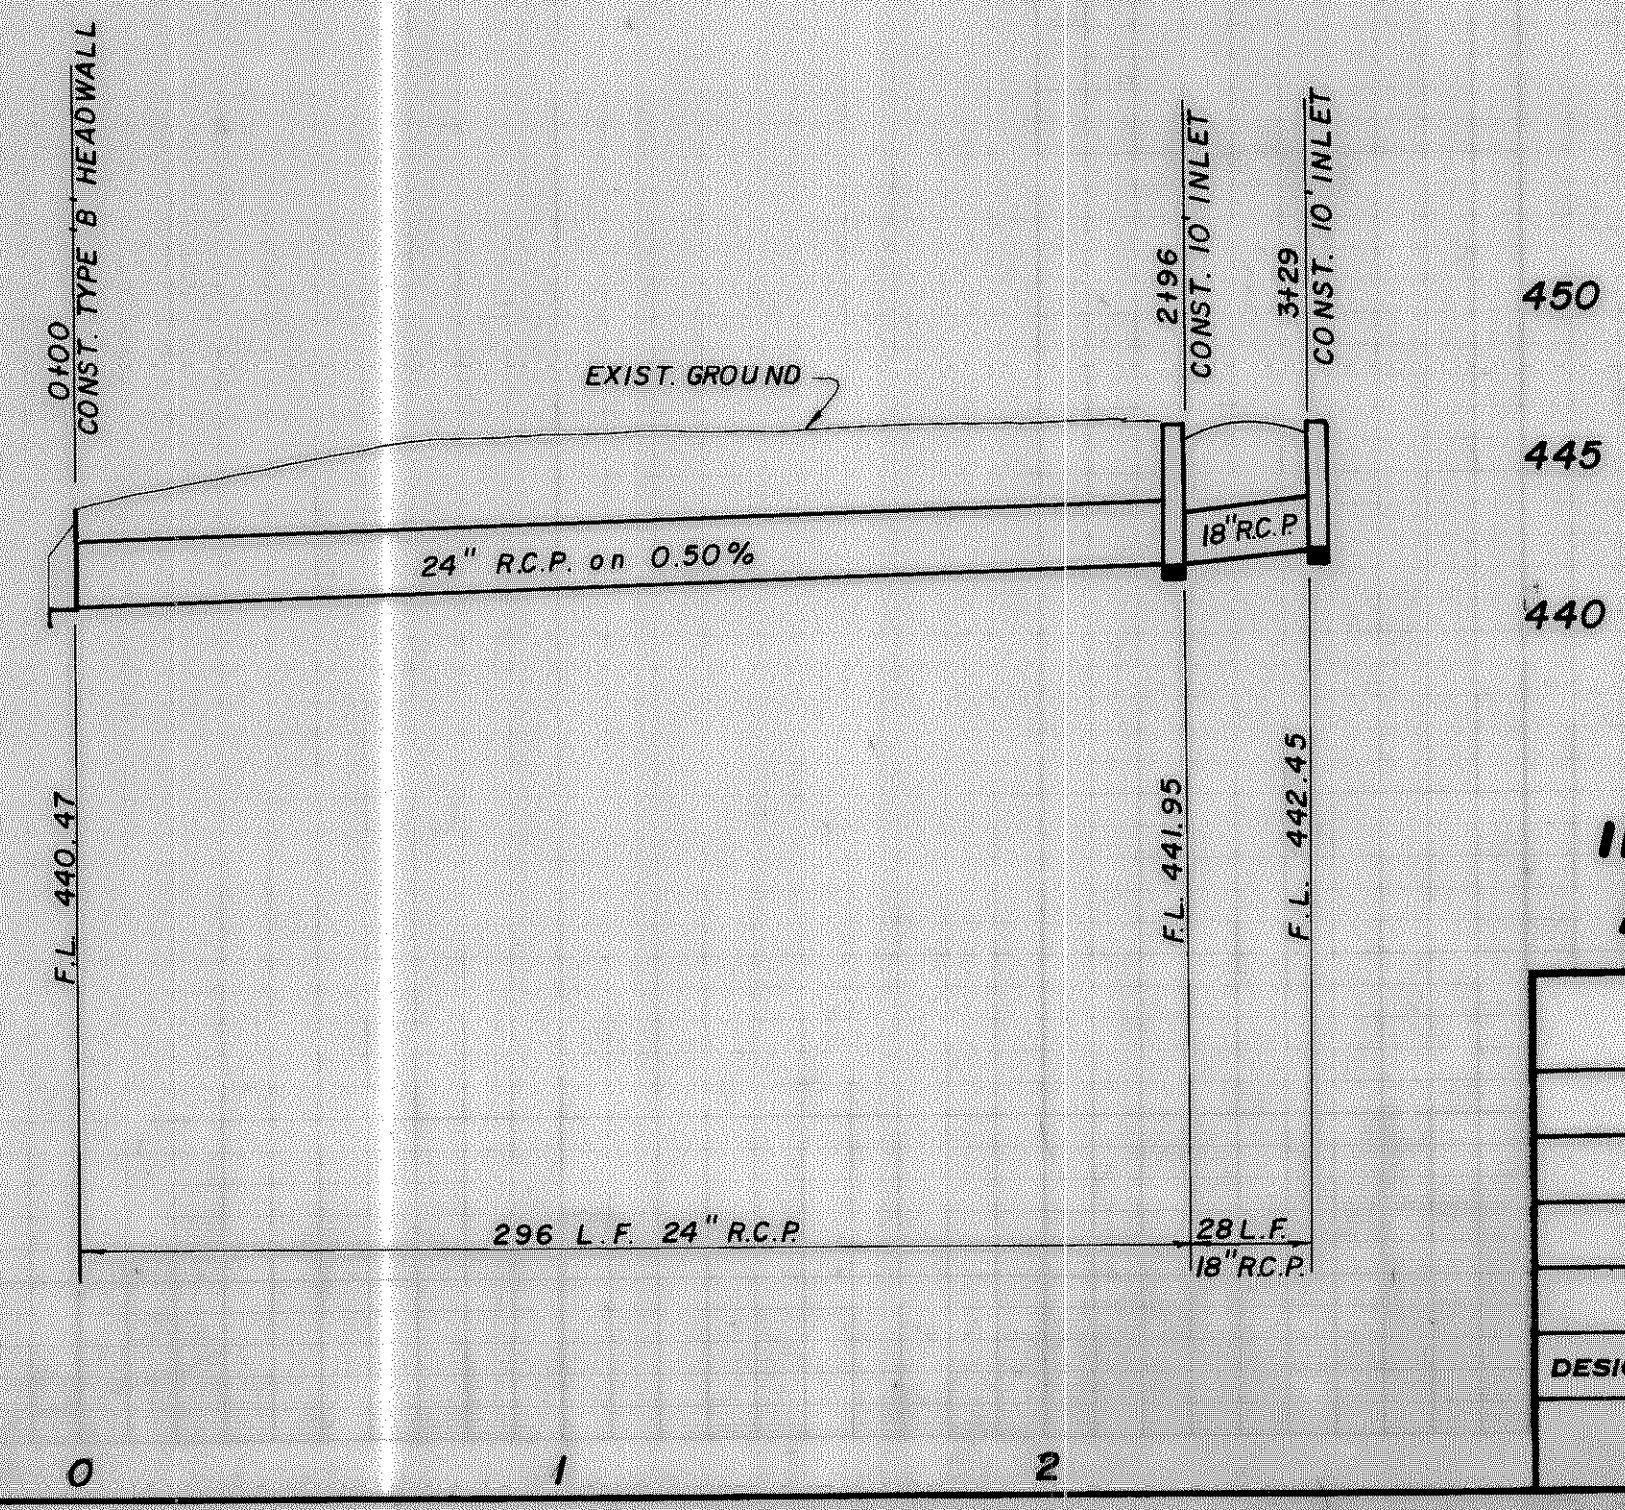 0+00
CONST. TYPE 'B' HEADWALL
2+96
CONST. 10' INLET
3+29
CONST. 10' INLET
450
EXIST. GROUND
445
18" R.C.P.
24" R.C.P. on 0.50%
440
F.L. 440.47
F.L. 441.95
F.L. 442.45
296 L.F. 24" R.C.P.
28 L.F.
18" R.C.P.
DESIG
0 1 2